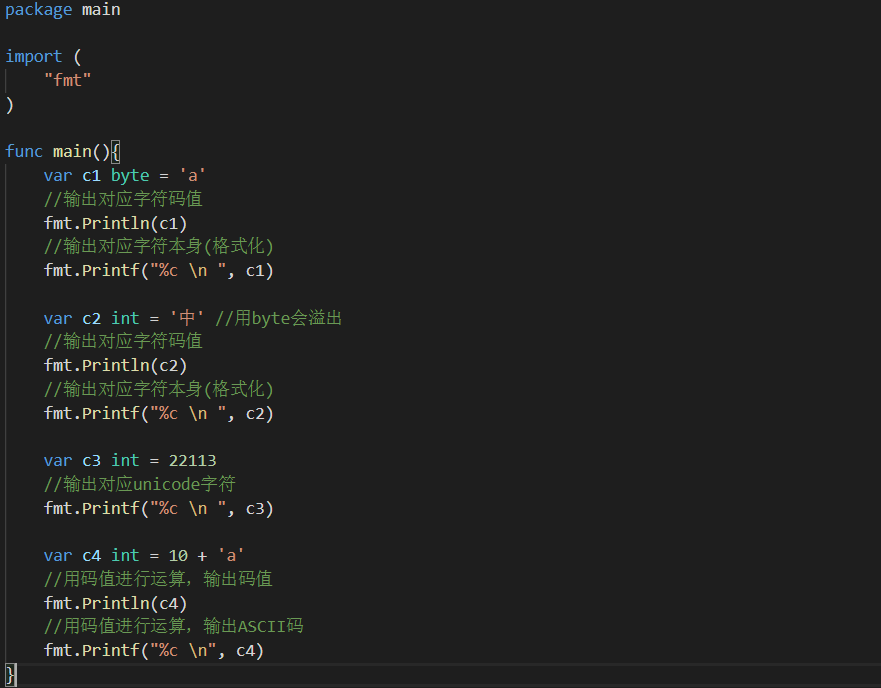 package main
import (
    "fmt"
)
func main(){
    var c1 byte = 'a'
    //输出对应字符码值
    fmt.Println(c1)
    //输出对应字符本身(格式化)
    fmt.Printf("%c \n ", c1)
    var c2 int = '中' //用byte会溢出
    //输出对应字符码值
    fmt.Println(c2)
    //输出对应字符本身(格式化)
    fmt.Printf("%c \n ", c2)
    var c3 int = 22113
    //输出对应unicode字符
    fmt.Printf("%c \n ", c3)
    var c4 int = 10 + 'a'
    //用码值进行运算，输出码值
    fmt.Println(c4)
    //用码值进行运算，输出ASCII码
    fmt.Printf("%c \n", c4)
}